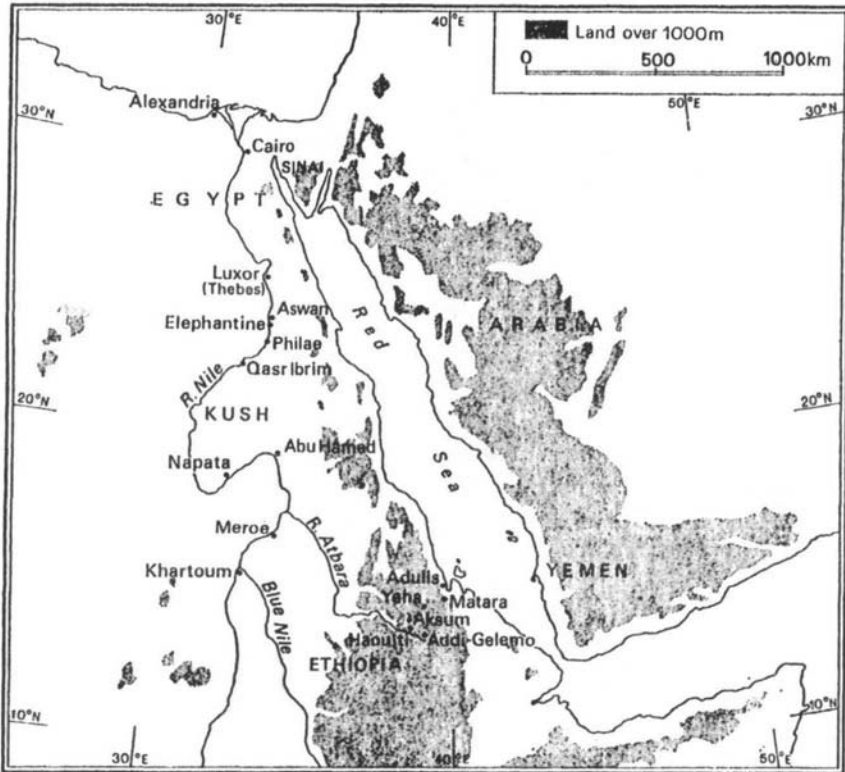 30°E
40°E
Land over 1000m
0 500 1000km
50°E
30°N
30°N
Alexandria
Cairo
SINAI
EGYPT
Luxor
(Thebes)
Red
Aswan
Elephantine
ARABIA
Philae
Qasr Ibrim
R. Nile
20°N
20°N
KUSH
Abu Hamed
Sea
Napata
Meroe
R. Atbara
Khartoum
Adulis
YEMEN
Yeha
Matara
Blue Nile
Aksum
Haoulti
Addi-Gelemo
ETHIOPIA
10°N
10°N
30°E
40°E
50°E